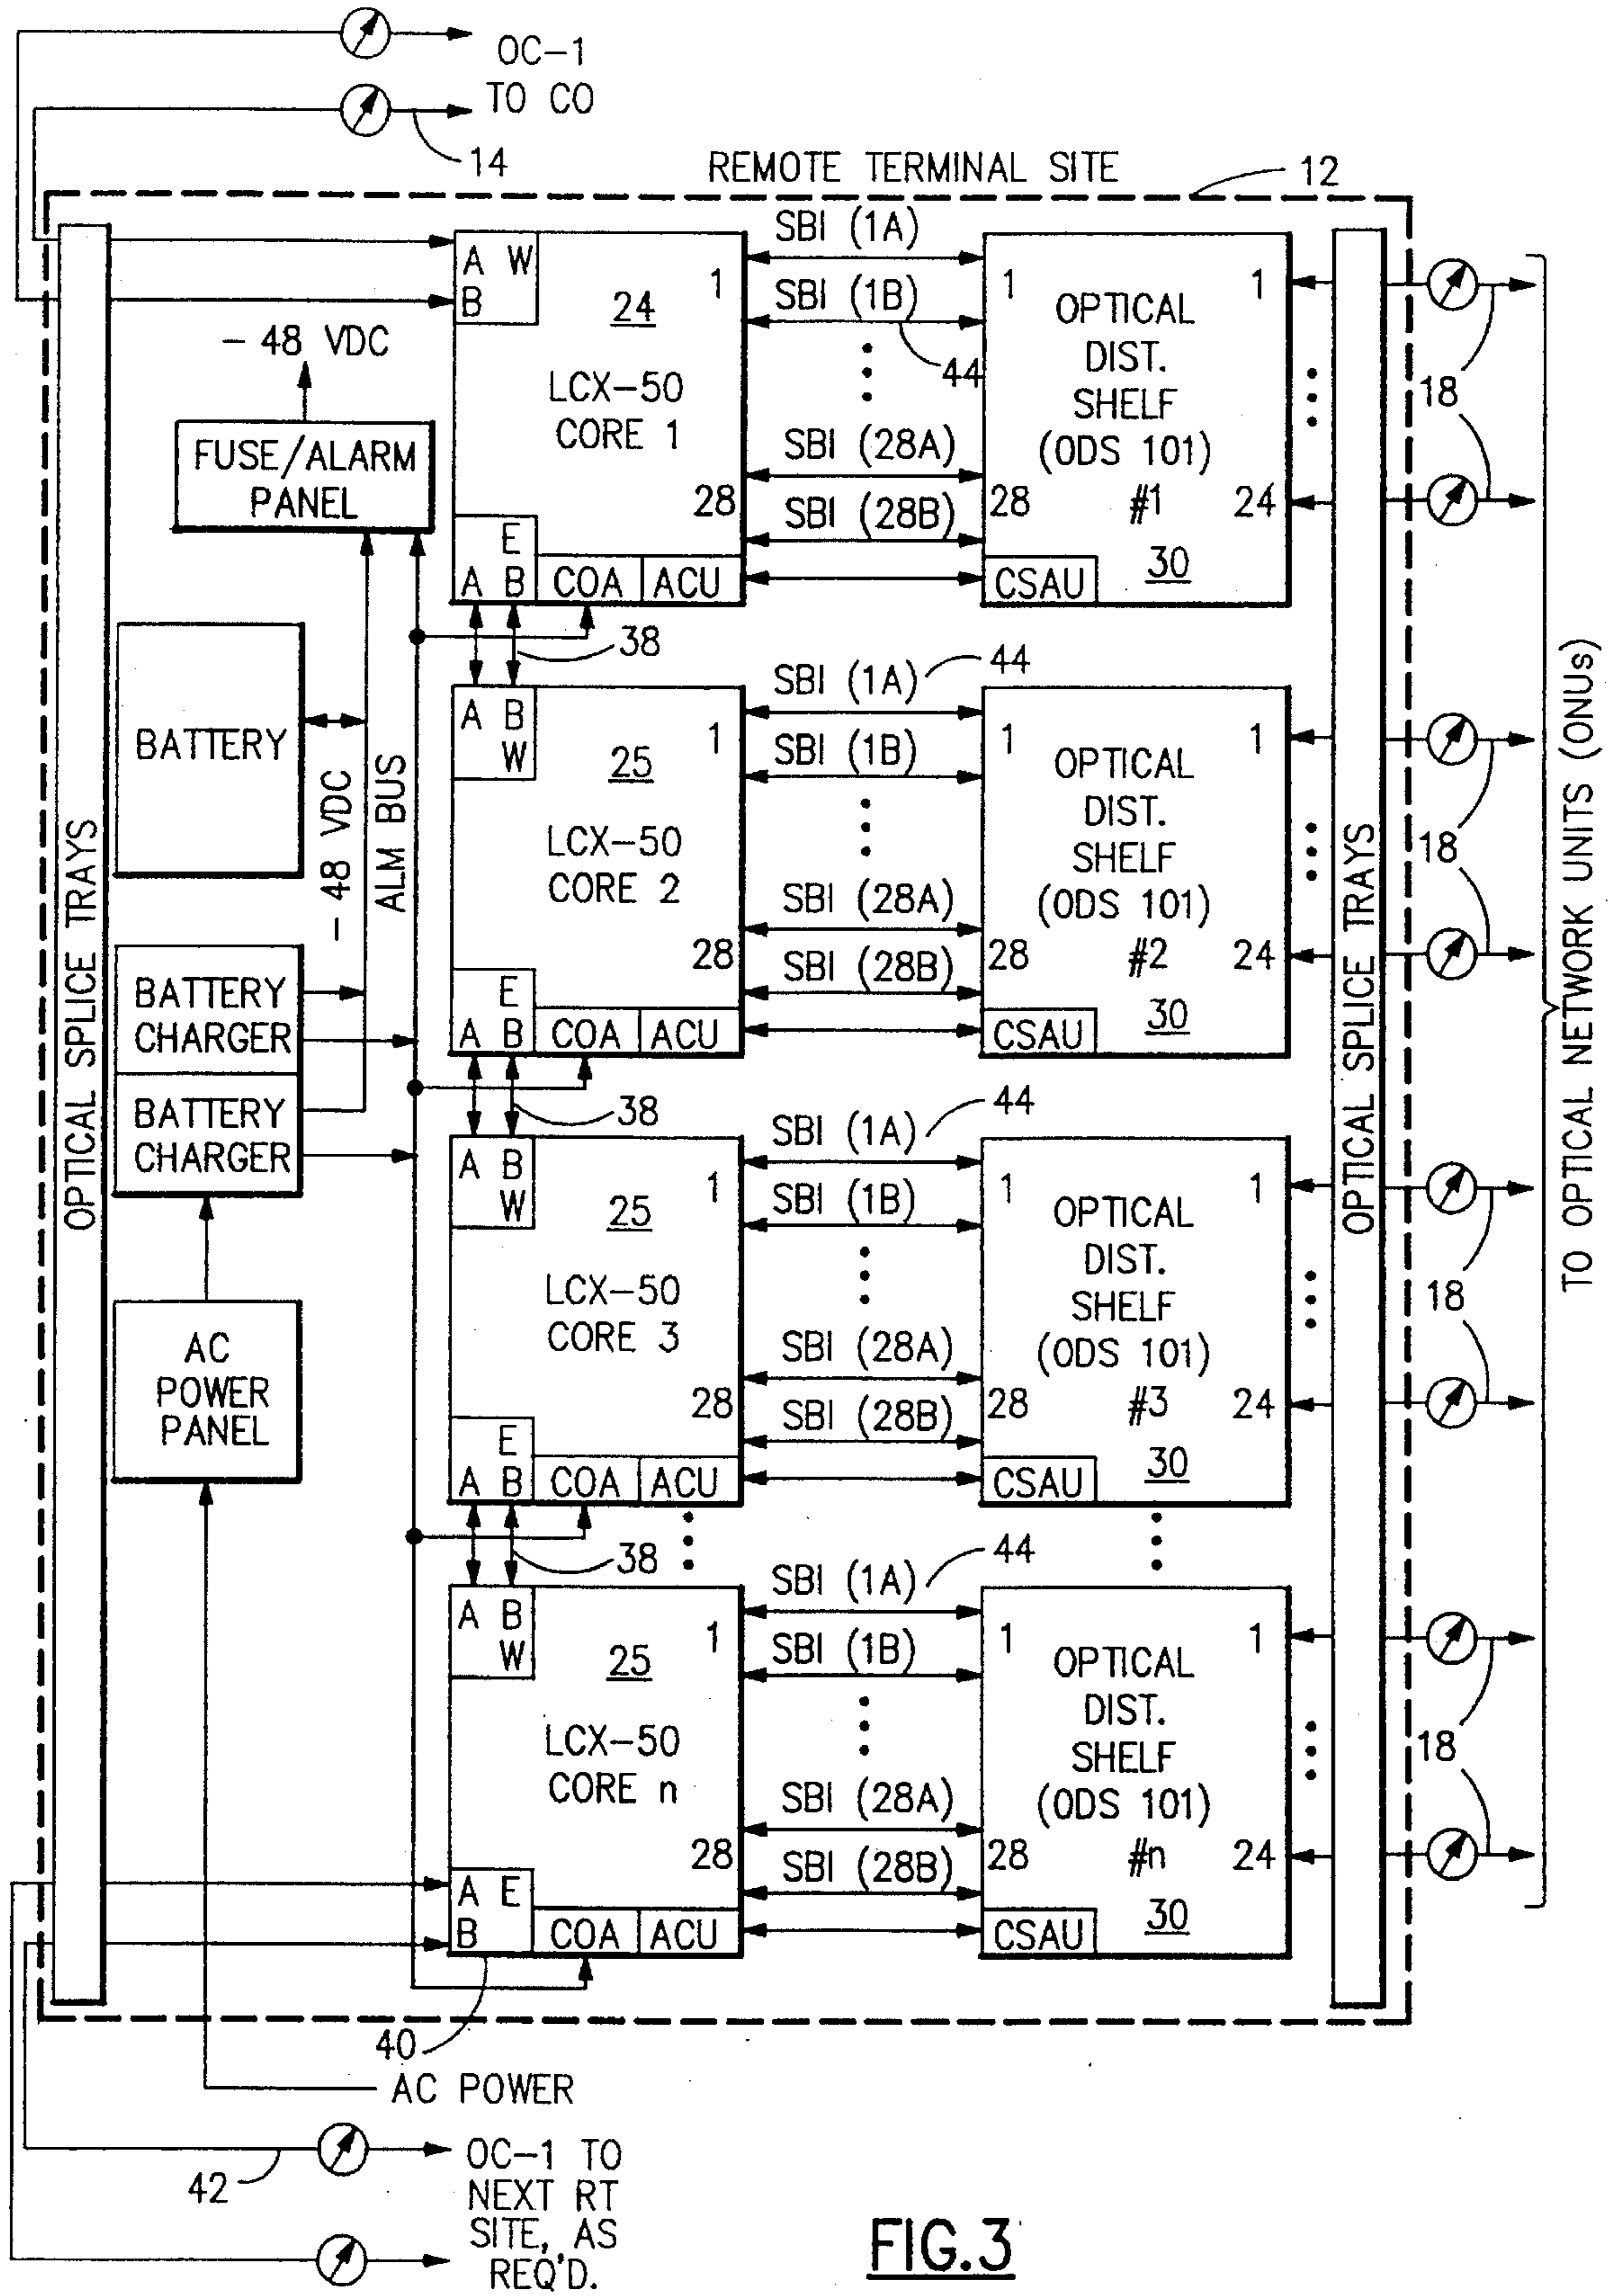 OC-1
TO CO
14
REMOTE TERMINAL SITE
12
OPTICAL SPLICE TRAYS
- 48 VDC
FUSE/ALARM
PANEL
BATTERY
- 48 VDC
ALM BUS
BATTERY
CHARGER
BATTERY
CHARGER
AC
POWER
PANEL
A W
B
24
1
LCX-50
CORE 1
28
E
A B
COA
ACU
SBI (1A)
SBI (1B)
44
SBI (28A)
SBI (28B)
1
1
OPTICAL
DIST.
SHELF
(ODS 101)
28
#1
24
CSAU
30
18
38
A B
W
25
1
LCX-50
CORE 2
28
E
A B
COA
ACU
SBI (1A)
44
SBI (1B)
SBI (28A)
SBI (28B)
1
1
OPTICAL
DIST.
SHELF
(ODS 101)
28
#2
24
CSAU
30
18
38
A B
W
25
1
LCX-50
CORE 3
28
E
A B
COA
ACU
SBI (1A)
44
SBI (1B)
SBI (28A)
SBI (28B)
1
1
OPTICAL
DIST.
SHELF
(ODS 101)
28
#3
24
CSAU
30
18
38
A B
W
25
1
LCX-50
CORE n
28
A E
B
COA
ACU
SBI (1A)
44
SBI (1B)
SBI (28A)
SBI (28B)
1
1
OPTICAL
DIST.
SHELF
(ODS 101)
28
#n
24
CSAU
30
18
OPTICAL SPLICE TRAYS
TO OPTICAL NETWORK UNITS (ONUs)
40
AC POWER
42
OC-1 TO
NEXT RT
SITE, AS
REQ'D.
FIG.3